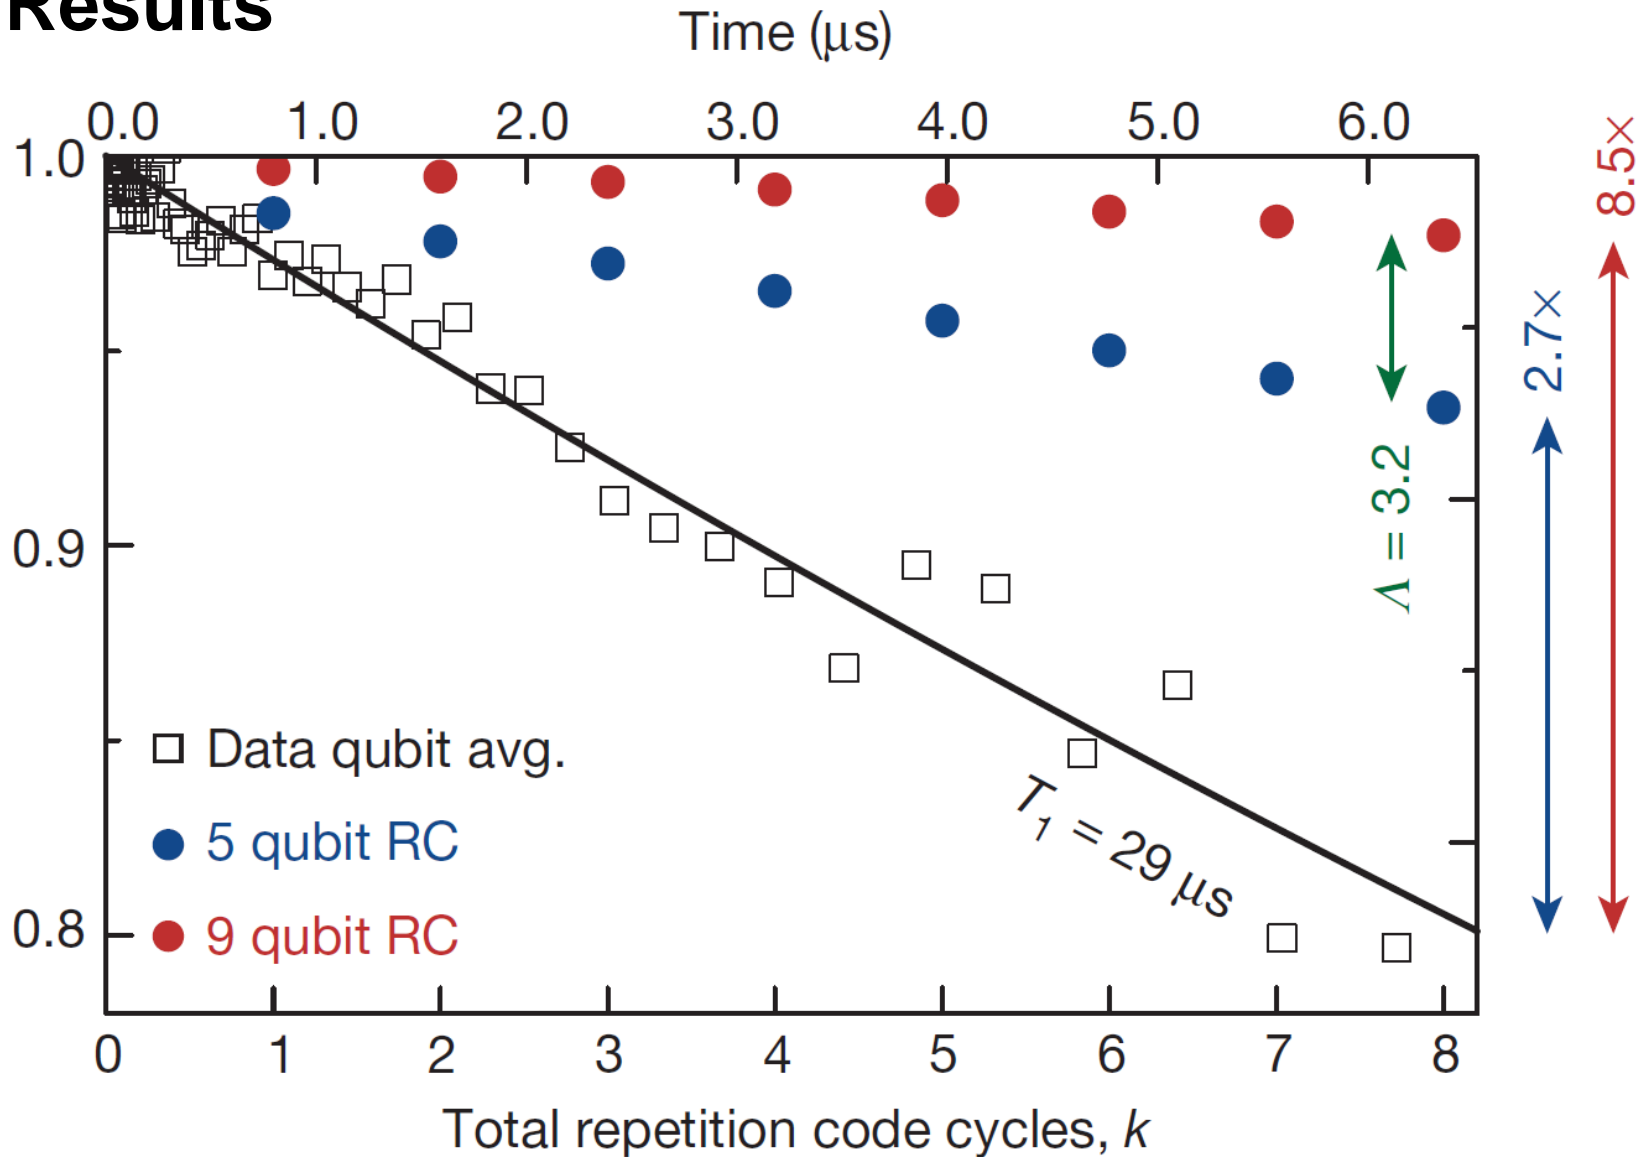 Results
Time (μs)
0.0 1.0 2.0 3.0 4.0 5.0 6.0
1.0
0.9
0.8
8.5×
2.7×
Λ = 3.2
T1 = 29 μs
Data qubit avg.
5 qubit RC
9 qubit RC
0 1 2 3 4 5 6 7 8
Total repetition code cycles, k